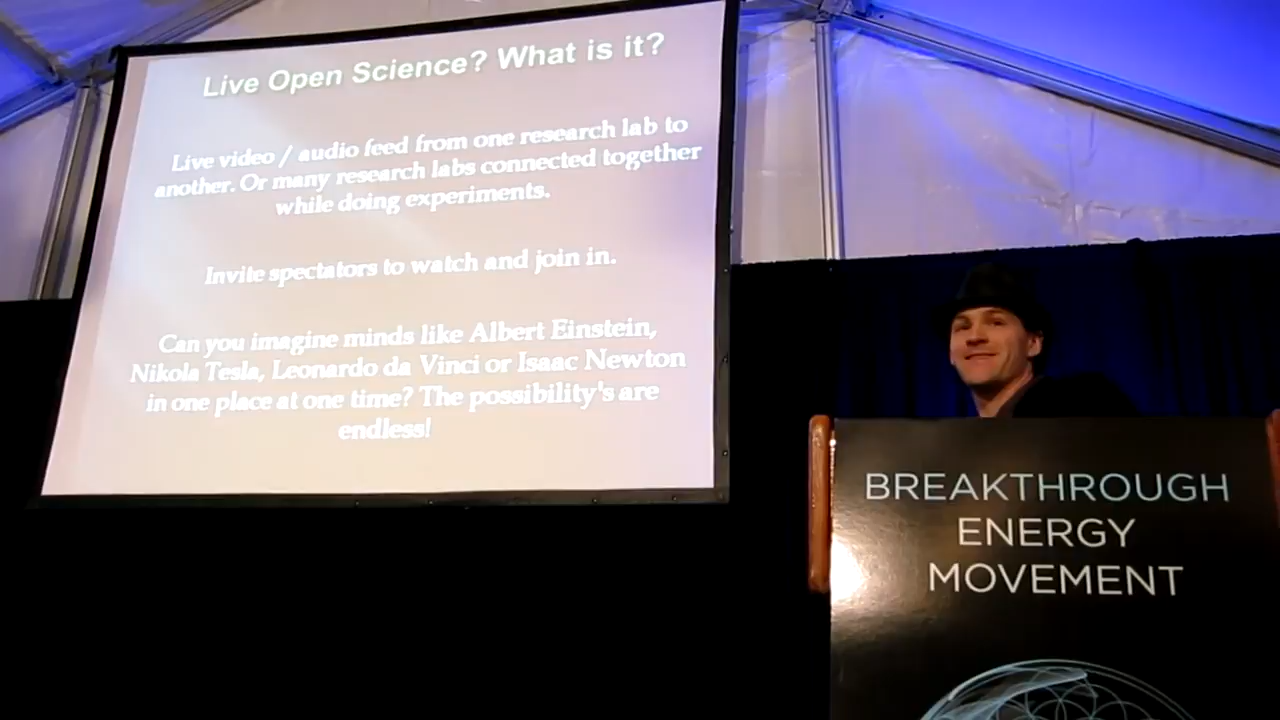 Live Open Science? What is it?
Live video / audio feed from one research lab to
another. Or many research labs connected together
while doing experiments.
Invite spectators to watch and join in.
Can you imagine minds like Albert Einstein,
Nikola Tesla, Leonardo da Vinci or Isaac Newton
in one place at one time? The possibility's are
endless!
BREAKTHROUGH
ENERGY
MOVEMENT